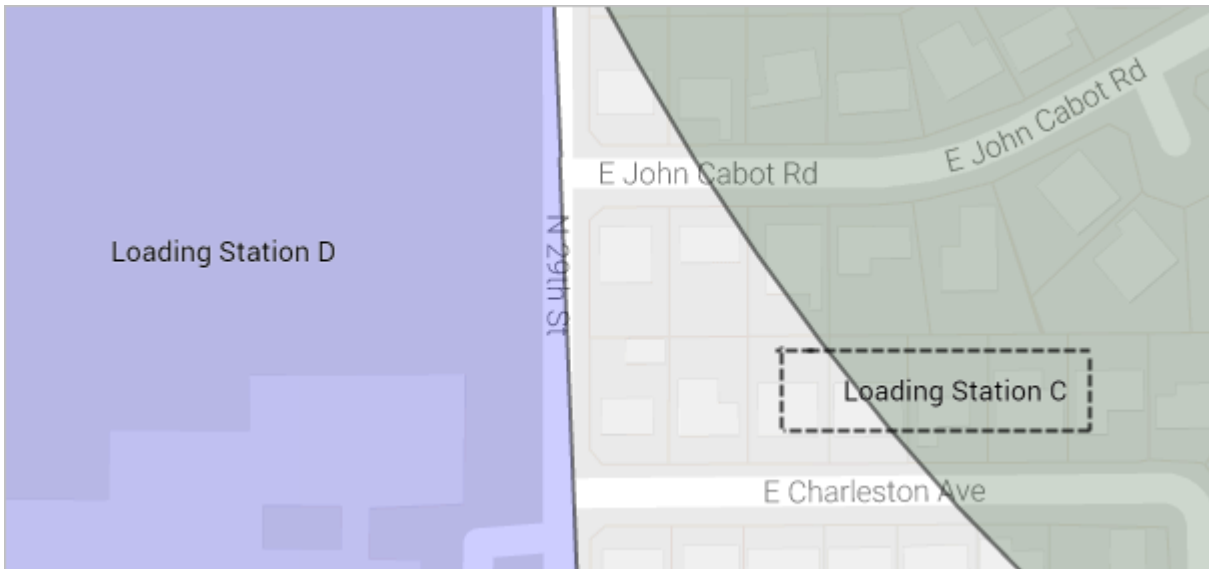 E John Cabot Rd
E John Cabot Rd
N 29th St
Loading Station D
Loading Station C
E Charleston Ave